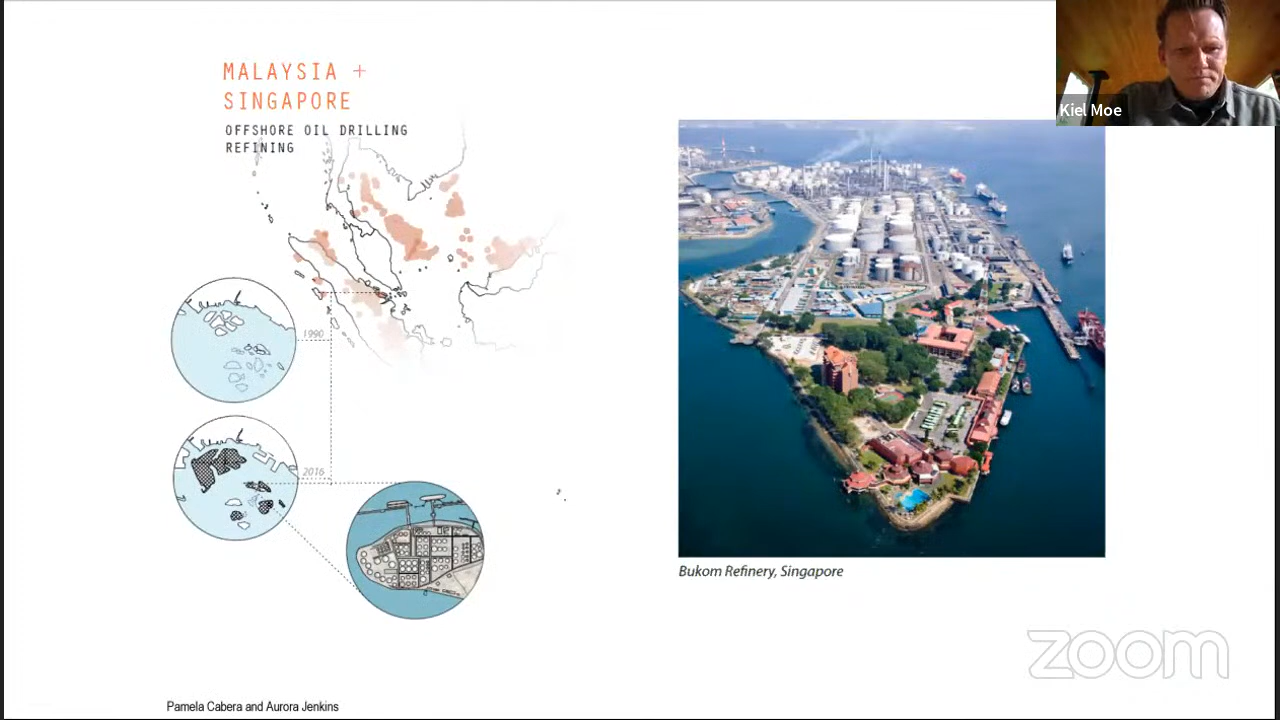 MALAYSIA +
SINGAPORE
OFFSHORE OIL DRILLING
REFINING
Kiel Moe
1990
2016
Bukom Refinery, Singapore
zoom
Pamela Cabera and Aurora Jenkins